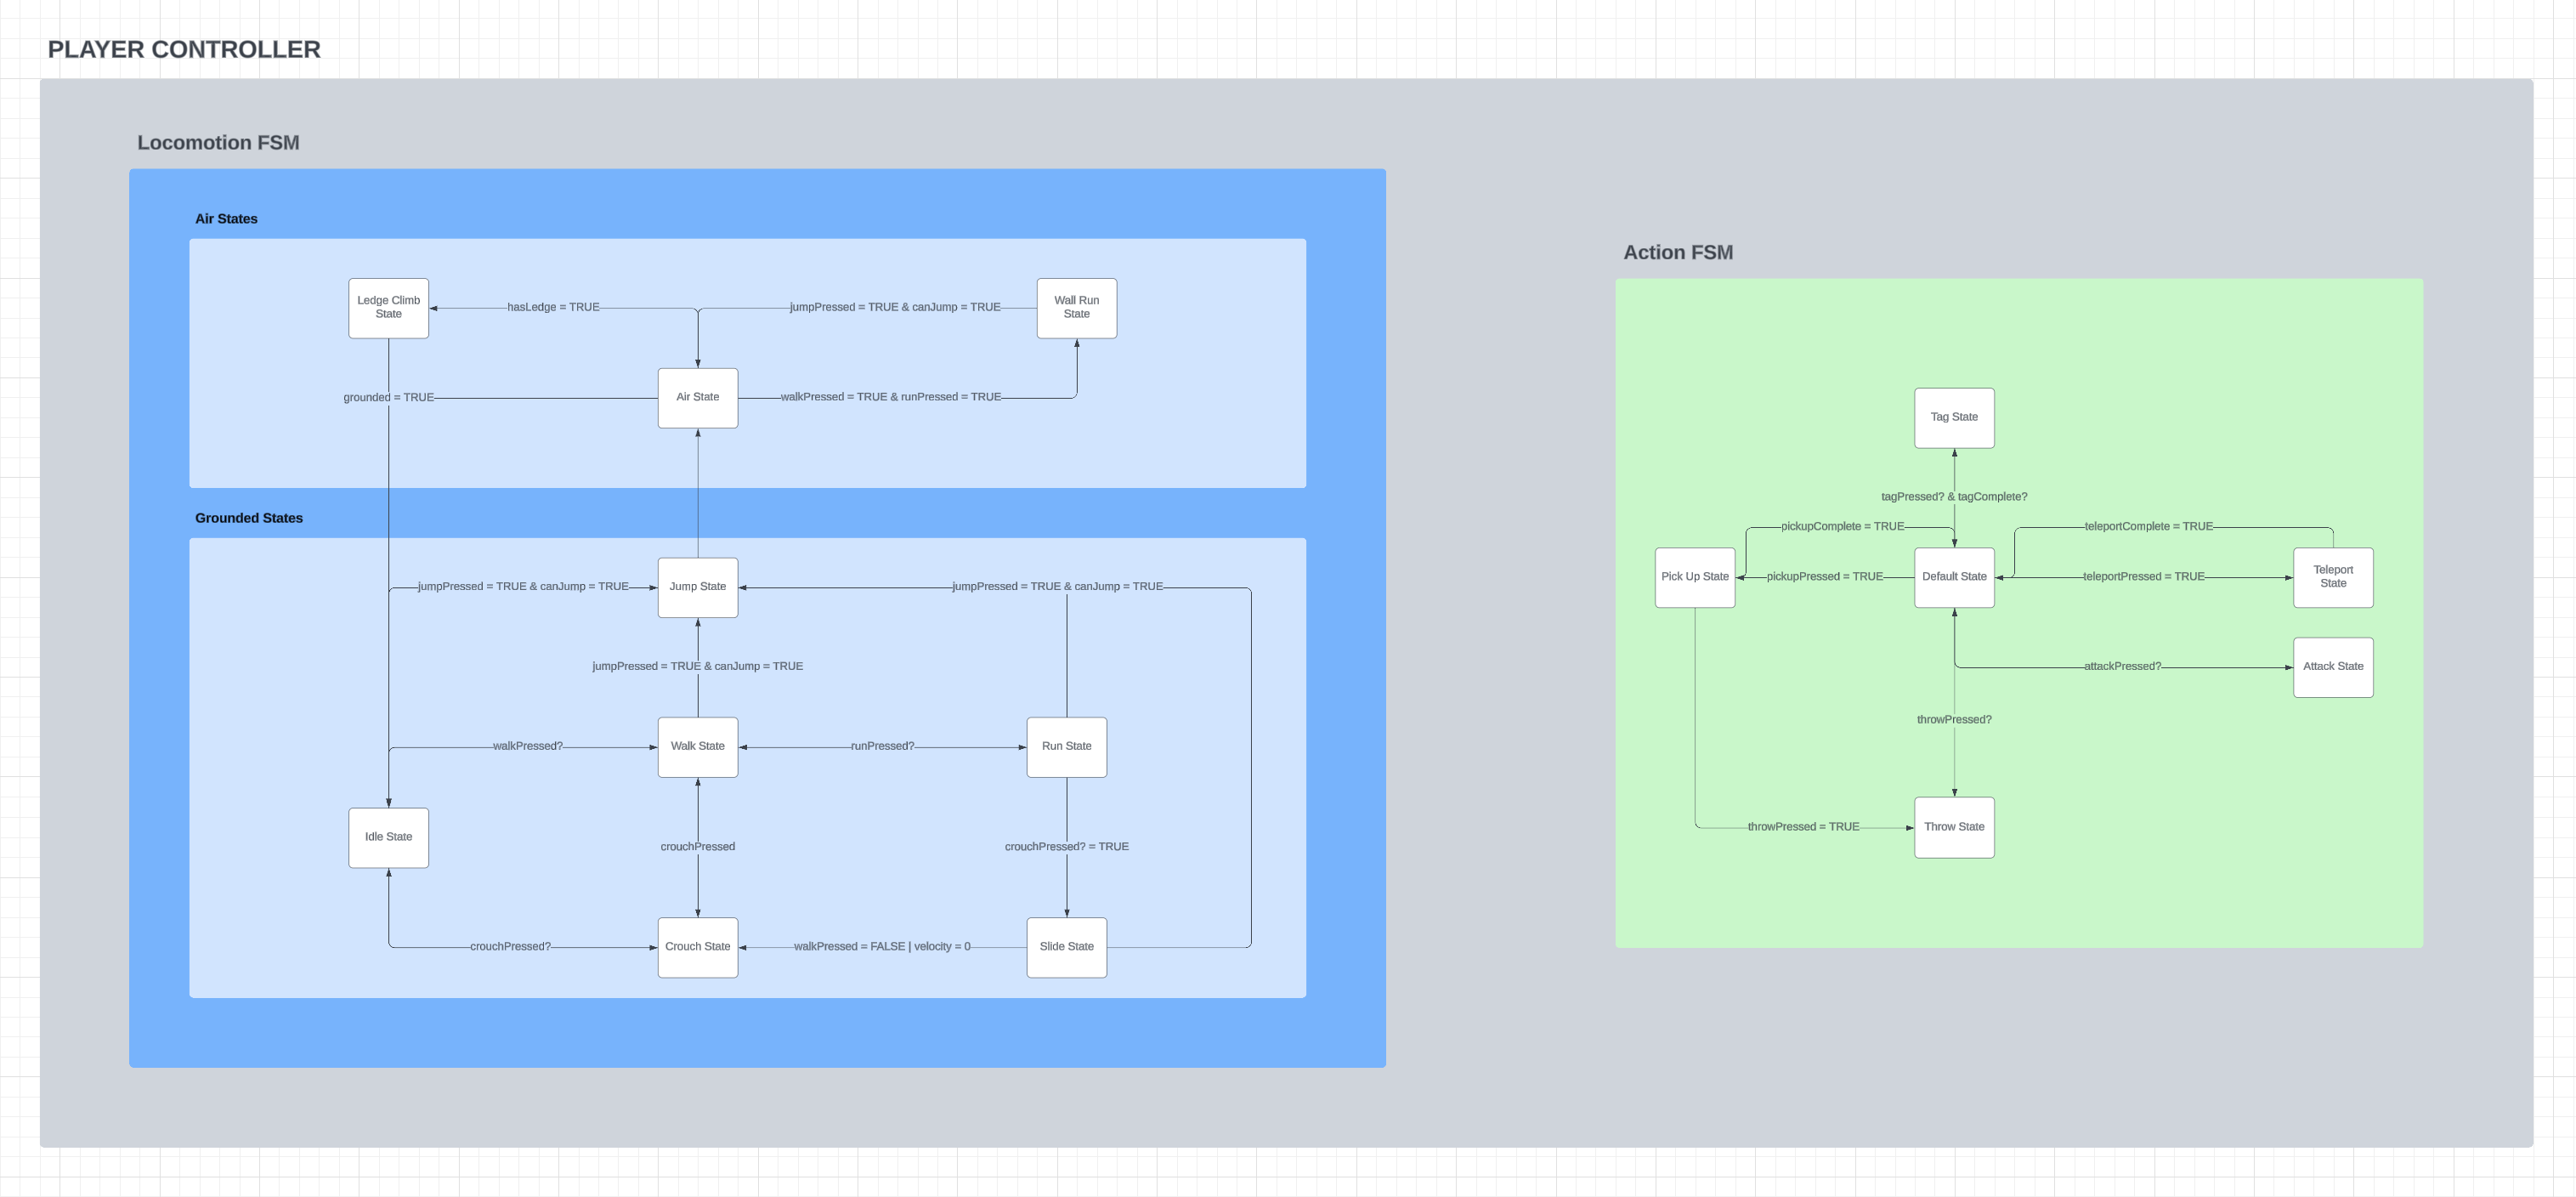 PLAYER CONTROLLER
Locomotion FSM
Air States
Ledge Climb
State
hasLedge = TRUE
jumpPressed = TRUE & canJump = TRUE
Wall Run
State
grounded = TRUE
Air State
walkPressed = TRUE & runPressed = TRUE
Grounded States
jumpPressed = TRUE & canJump = TRUE
Jump State
jumpPressed = TRUE & canJump = TRUE
jumpPressed = TRUE & canJump = TRUE
walkPressed?
Walk State
runPressed?
Run State
Idle State
crouchPressed
crouchPressed? = TRUE
crouchPressed?
Crouch State
walkPressed = FALSE | velocity = 0
Slide State
Action FSM
Tag State
tagPressed? & tagComplete?
pickupComplete = TRUE
teleportComplete = TRUE
Pick Up State
pickupPressed = TRUE
Default State
teleportPressed = TRUE
Teleport
State
attackPressed?
Attack State
throwPressed?
throwPressed = TRUE
Throw State